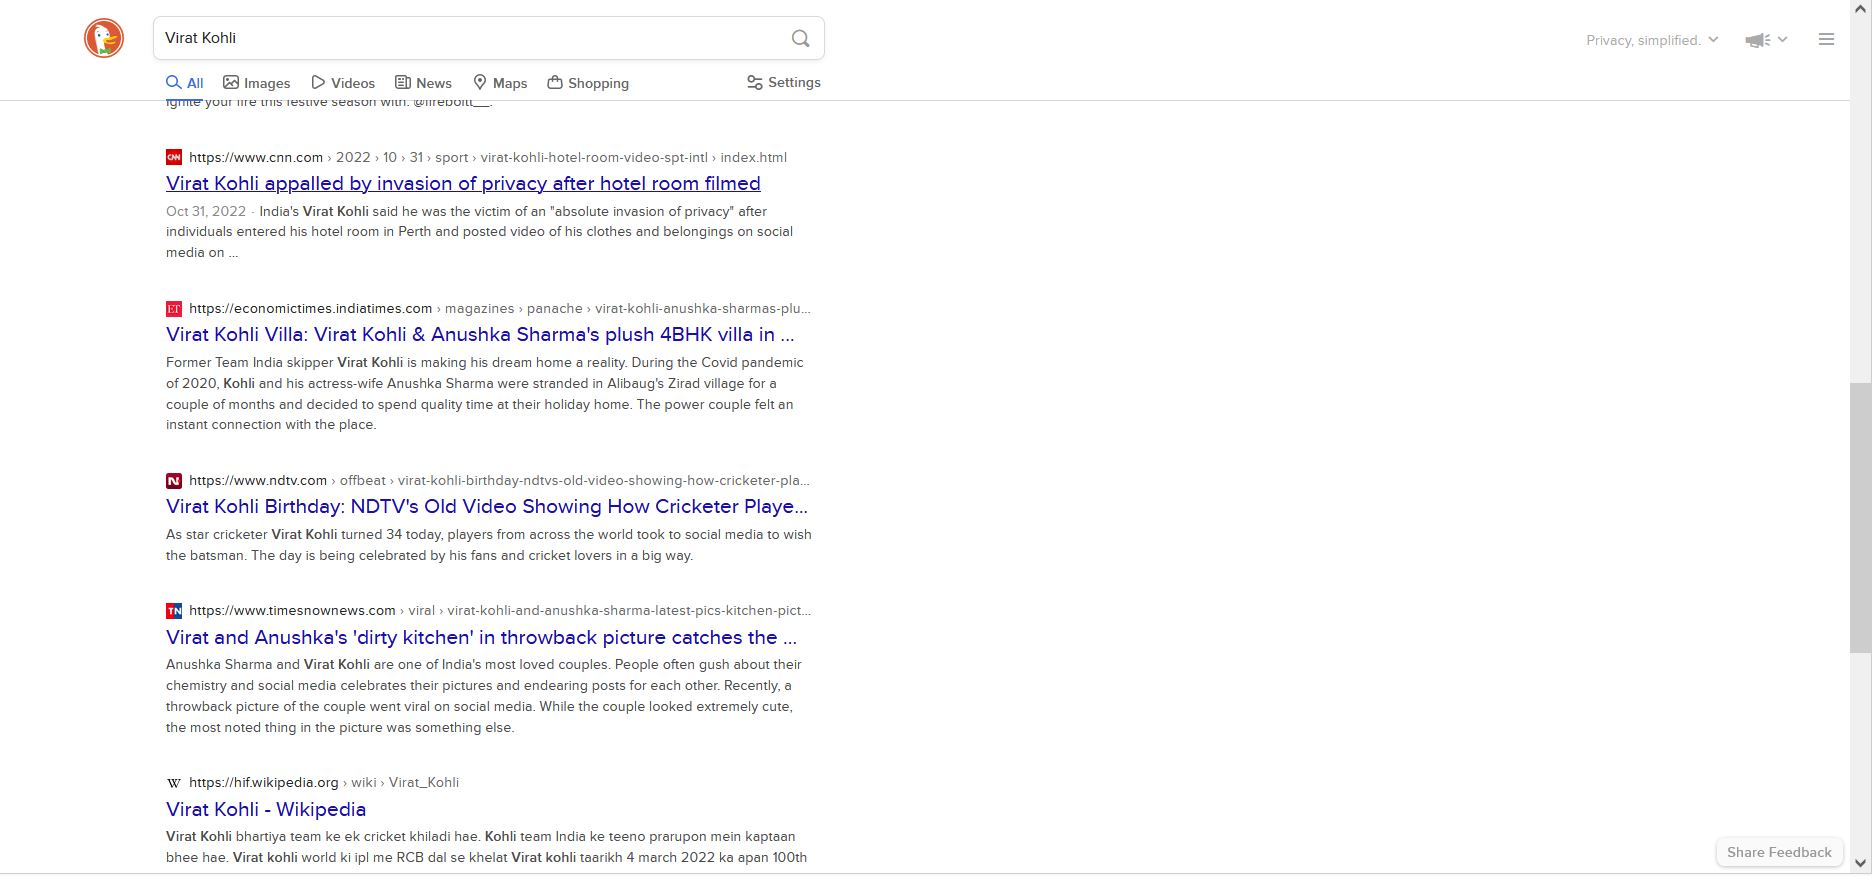 Virat Kohli
Privacy, simplified.
All Images Videos News Maps Shopping Settings
Ignite your fire this festive season with. @fireboltt__.
CNN https://www.cnn.com › 2022 › 10 › 31 › sport › virat-kohli-hotel-room-video-spt-intl › index.html
Virat Kohli appalled by invasion of privacy after hotel room filmed
Oct 31, 2022 · India's Virat Kohli said he was the victim of an "absolute invasion of privacy" after
individuals entered his hotel room in Perth and posted video of his clothes and belongings on social
media on ...
ET https://economictimes.indiatimes.com › magazines › panache › virat-kohli-anushka-sharmas-plu...
Virat Kohli Villa: Virat Kohli & Anushka Sharma's plush 4BHK villa in ...
Former Team India skipper Virat Kohli is making his dream home a reality. During the Covid pandemic
of 2020, Kohli and his actress-wife Anushka Sharma were stranded in Alibaug's Zirad village for a
couple of months and decided to spend quality time at their holiday home. The power couple felt an
instant connection with the place.
N https://www.ndtv.com › offbeat › virat-kohli-birthday-ndtvs-old-video-showing-how-cricketer-pla...
Virat Kohli Birthday: NDTV's Old Video Showing How Cricketer Playe...
As star cricketer Virat Kohli turned 34 today, players from across the world took to social media to wish
the batsman. The day is being celebrated by his fans and cricket lovers in a big way.
TN https://www.timesnownews.com › viral › virat-kohli-and-anushka-sharma-latest-pics-kitchen-pict...
Virat and Anushka's 'dirty kitchen' in throwback picture catches the ...
Anushka Sharma and Virat Kohli are one of India's most loved couples. People often gush about their
chemistry and social media celebrates their pictures and endearing posts for each other. Recently, a
throwback picture of the couple went viral on social media. While the couple looked extremely cute,
the most noted thing in the picture was something else.
W https://hif.wikipedia.org › wiki › Virat_Kohli
Virat Kohli - Wikipedia
Virat Kohli bhartiya team ke ek cricket khiladi hae. Kohli team India ke teeno prarupon mein kaptaan
bhee hae. Virat kohli world ki ipl me RCB dal se khelat Virat kohli taarikh 4 march 2022 ka apan 100th
Share Feedback